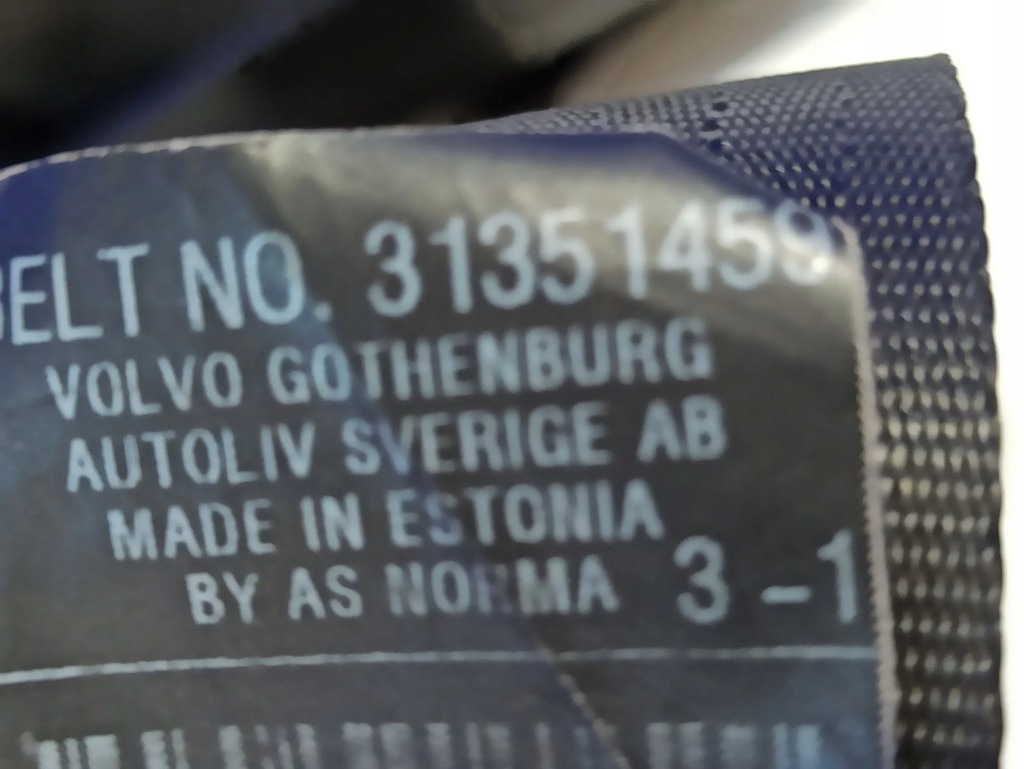 BELT NO. 31351459
VOLVO GOTHENBURG
AUTOLIV SVERIGE AB
MADE IN ESTONIA
BY AS NORMA 3-1